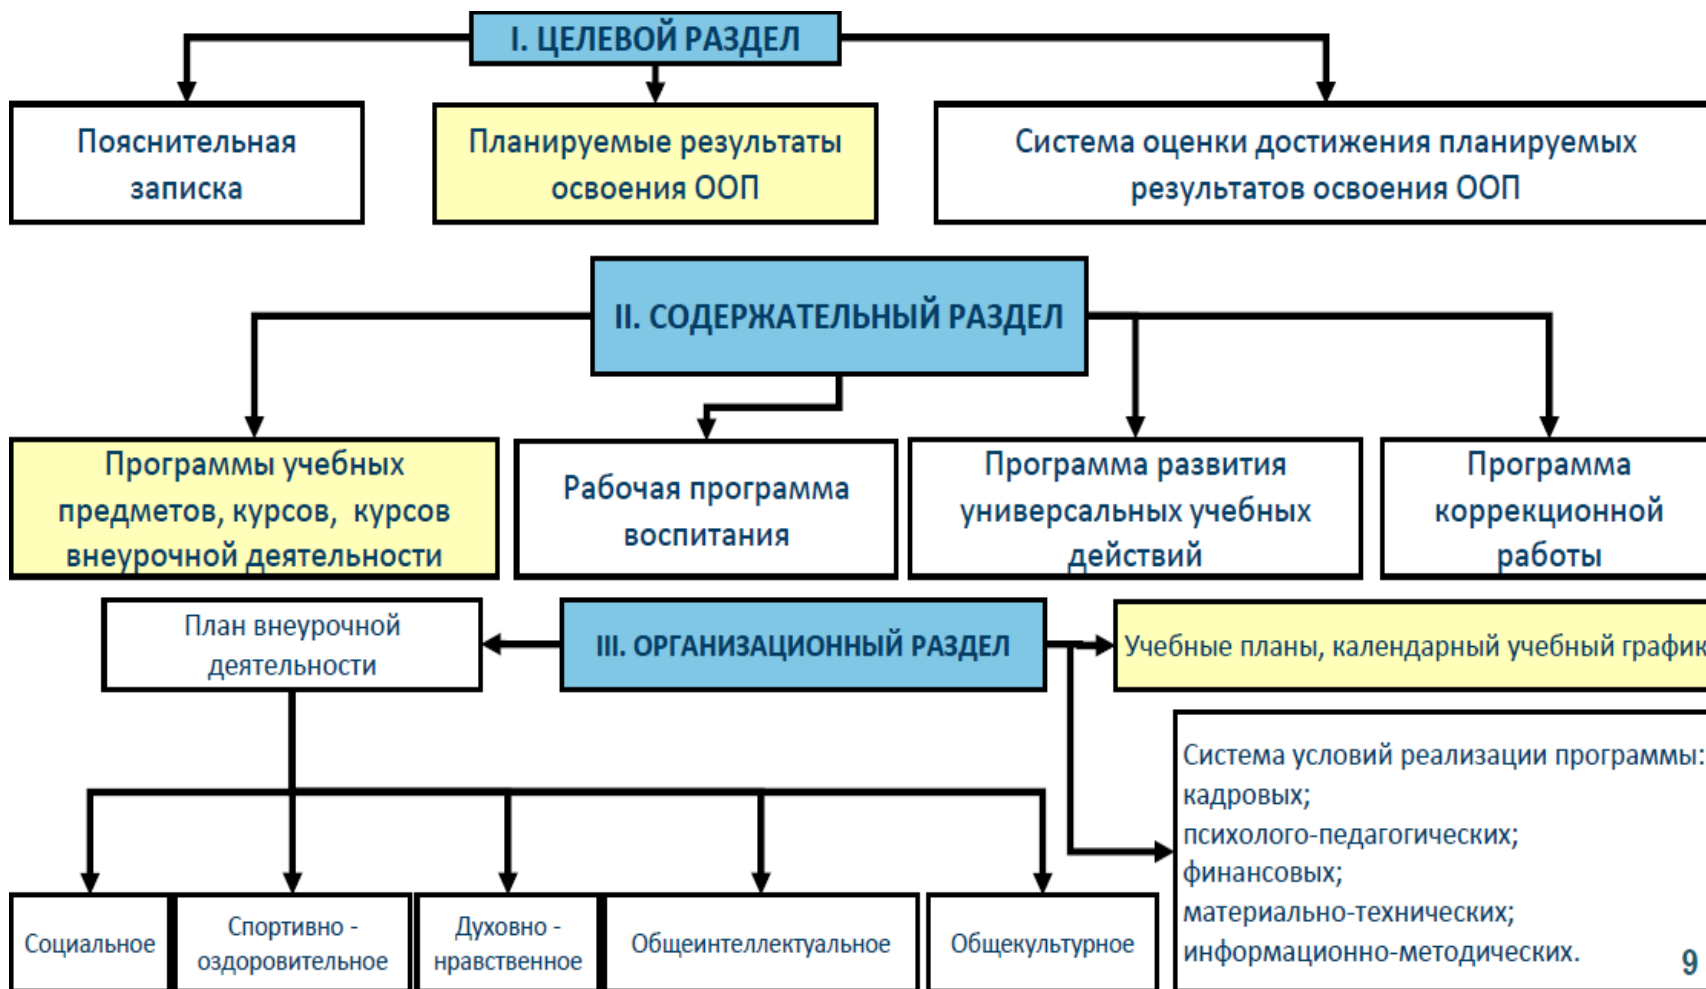 I. ЦЕЛЕВОЙ РАЗДЕЛ
Пояснительная
записка
Планируемые результаты
освоения ООП
Система оценки достижения планируемых
результатов освоения ООП
II. СОДЕРЖАТЕЛЬНЫЙ РАЗДЕЛ
Программы учебных
предметов, курсов, курсов
внеурочной деятельности
Рабочая программа
воспитания
Программа развития
универсальных учебных
действий
Программа
коррекционной
работы
План внеурочной
деятельности
III. ОРГАНИЗАЦИОННЫЙ РАЗДЕЛ
Учебные планы, календарный учебный график
Система условий реализации программы:
кадровых;
психолого-педагогических;
финансовых;
материально-технических;
информационно-методических.
Социальное
Спортивно -
оздоровительное
Духовно -
нравственное
Общеинтеллектуальное
Общекультурное
9